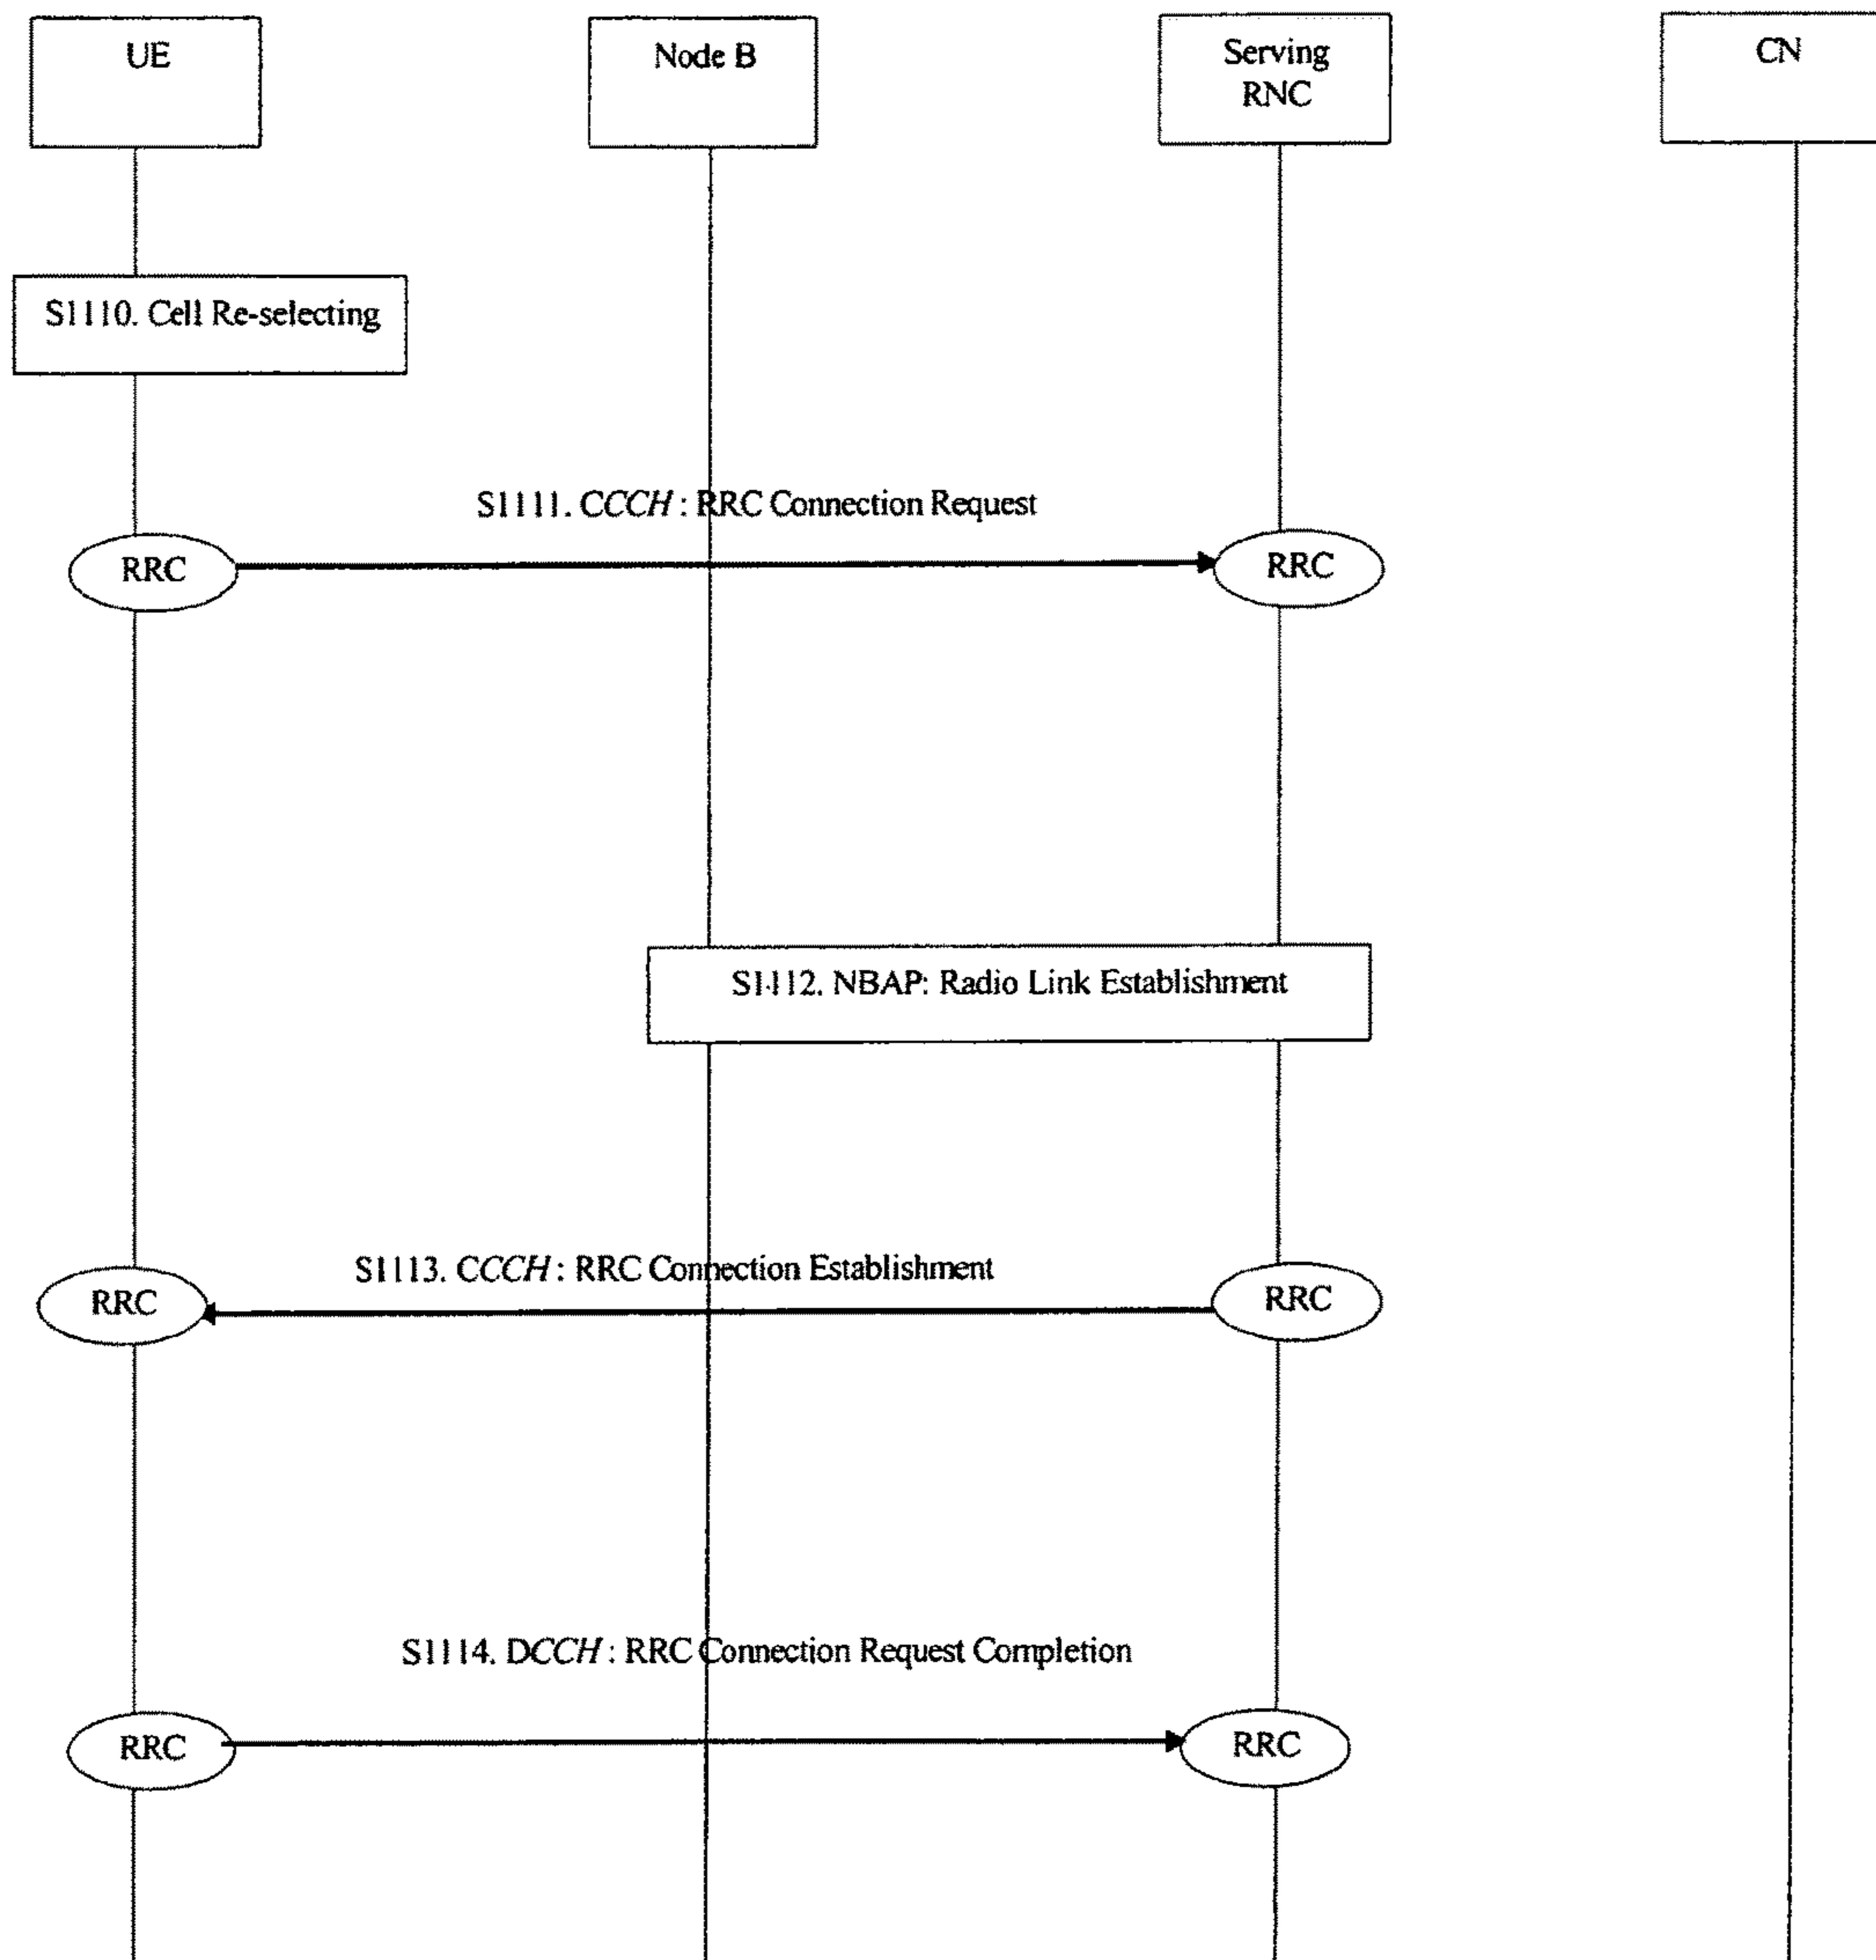 UE
Node B
Serving
RNC
CN
S1110. Cell Re-selecting
S1111. CCCH : RRC Connection Request
RRC
RRC
S1112. NBAP: Radio Link Establishment
S1113. CCCH : RRC Connection Establishment
RRC
RRC
S1114. DCCH : RRC Connection Request Completion
RRC
RRC